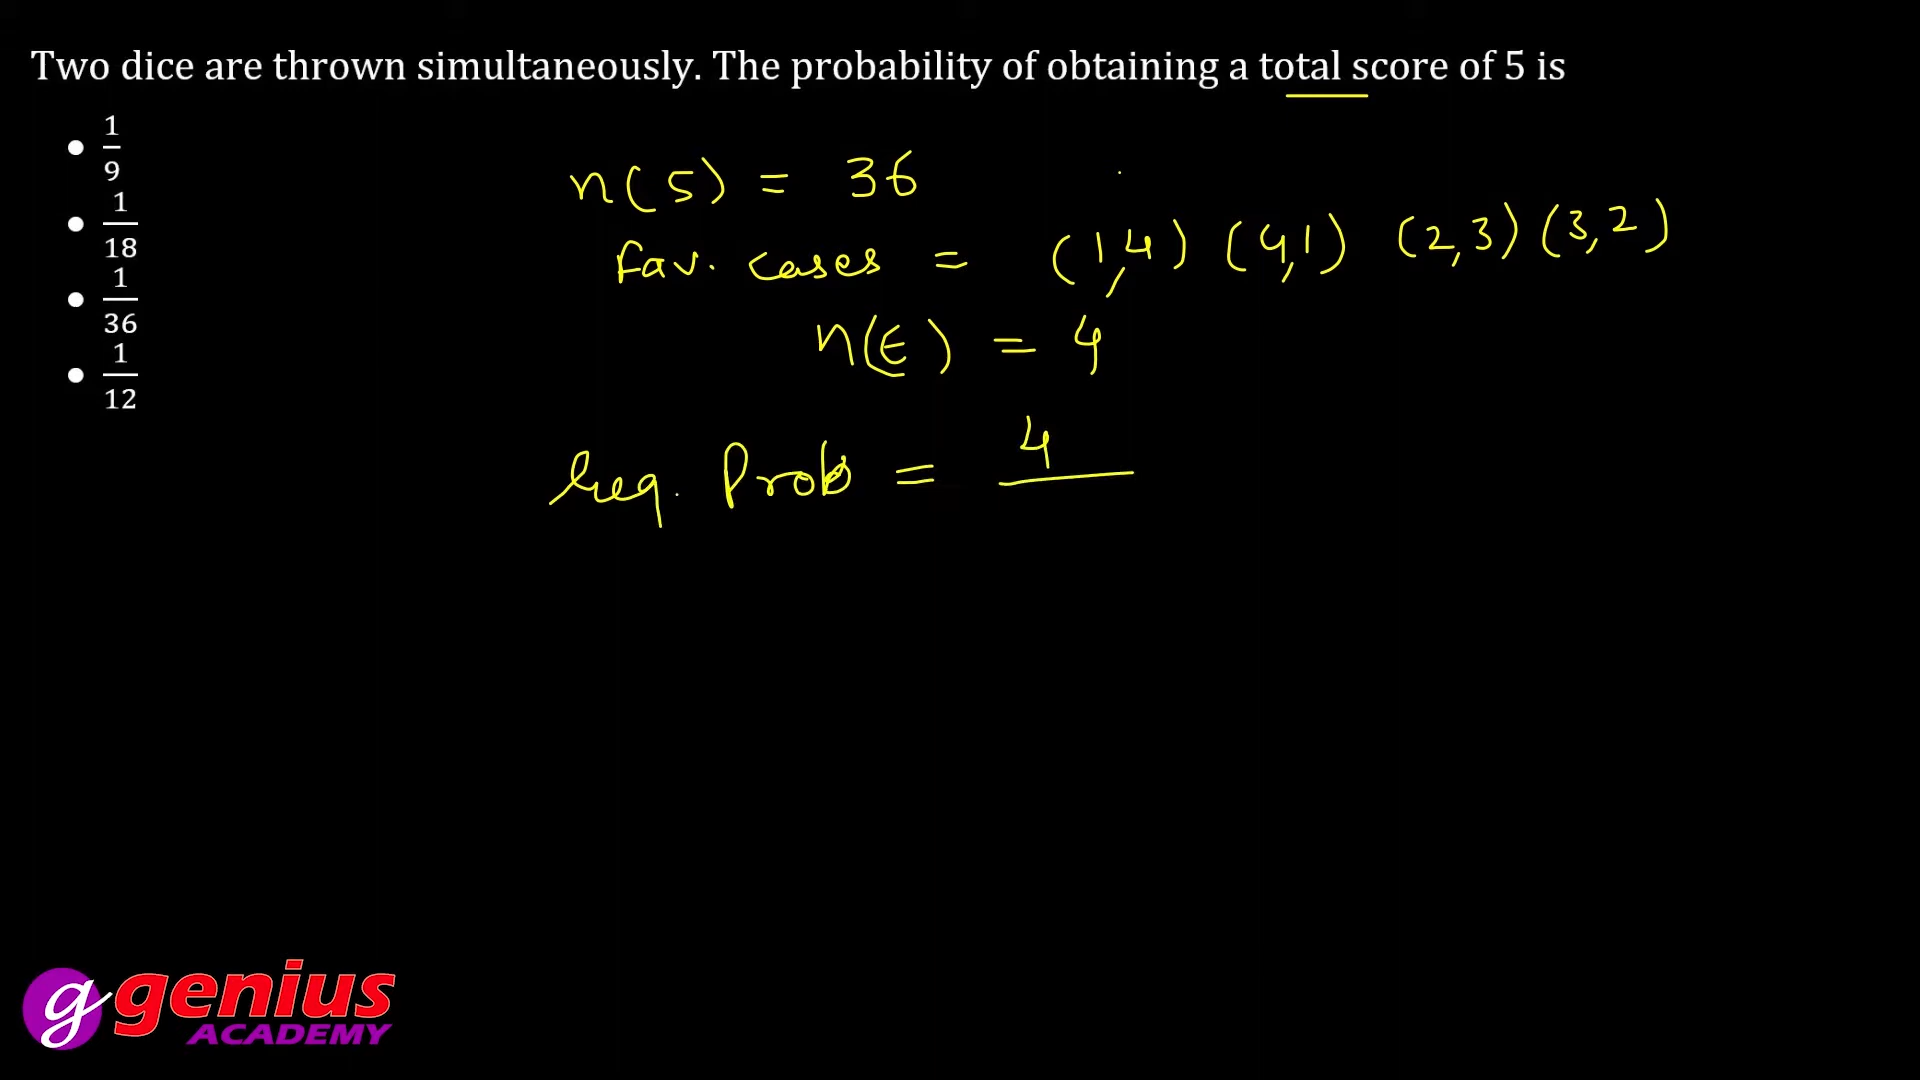 Two dice are thrown simultaneously. The probability of obtaining a total score of 5 is
• 1/9
• 1/18
• 1/36
• 1/12
n(S) = 36
fav. cases = (1,4) (4,1) (2,3) (3,2)
n(E) = 4
Req. Prob = 4
g genius
ACADEMY